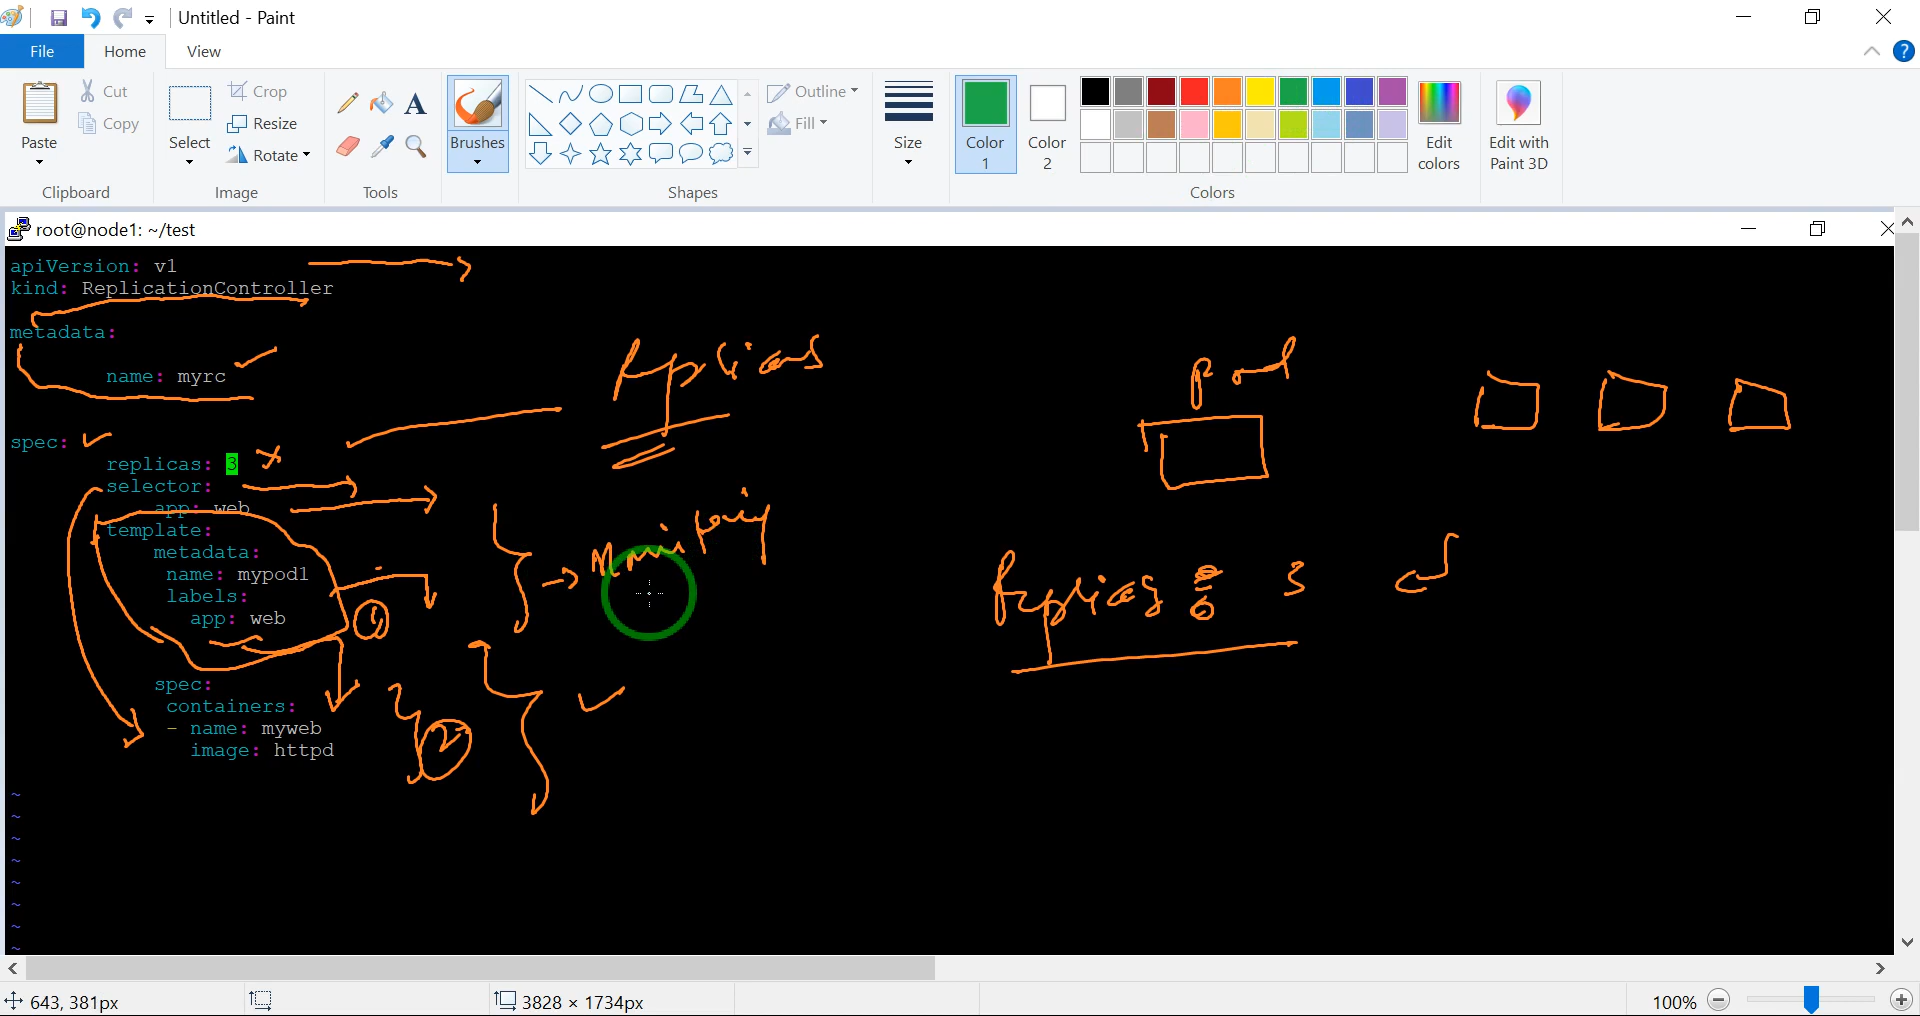 Untitled - Paint
File Home View
Paste
Cut
Copy
Clipboard
Select
Crop
Resize
Rotate
Image
Tools
Brushes
Shapes
Outline
Fill
Size
Color 1
Color 2
Colors
Edit colors
Edit with Paint 3D
root@node1: ~/test
apiVersion: v1
kind: ReplicationController
metadata:
name: myrc
spec:
replicas: 3
selector:
app: web
template:
metadata:
name: mypod1
labels:
app: web
spec:
containers:
- name: myweb
image: httpd
~
~
~
~
~
~
~
~
Replicas
pod
Replicas 3
1
2
643, 381px
3828 × 1734px
100%